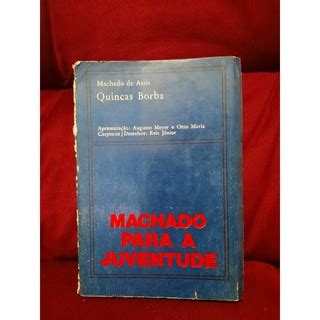 Machado de Assis
Quincas Borba
Apresentação: Augusto Meyer e Otto Maria
Carpeaux / Desenhos: Reis Júnior
MACHADO
PARA A
JUVENTUDE